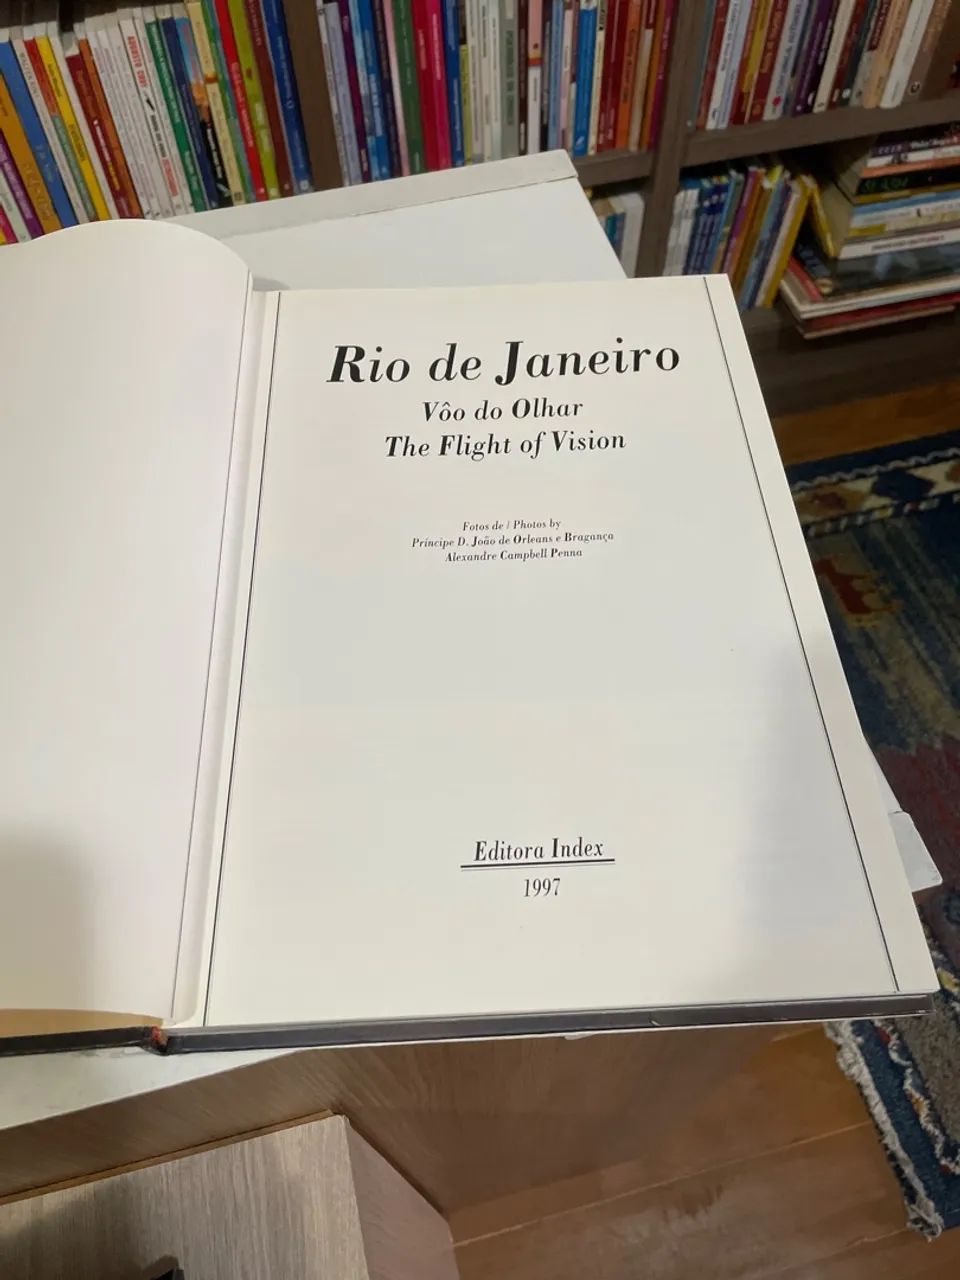 Rio de Janeiro
Vôo do Olhar
The Flight of Vision
Fotos de / Photos by
Príncipe D. João de Orleans e Bragança
Alexandre Campbell Penna
Editora Index
1997